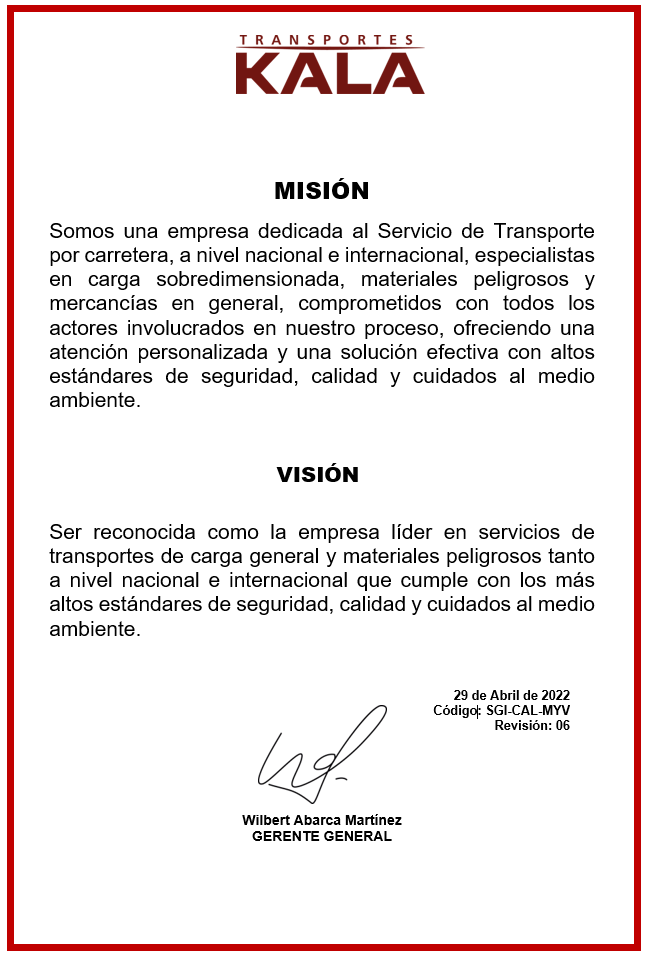 TRANSPORTES
KALA
MISIÓN
Somos una empresa dedicada al Servicio de Transporte
por carretera, a nivel nacional e internacional, especialistas
en carga sobredimensionada, materiales peligrosos y
mercancías en general, comprometidos con todos los
actores involucrados en nuestro proceso, ofreciendo una
atención personalizada y una solución efectiva con altos
estándares de seguridad, calidad y cuidados al medio
ambiente.
VISIÓN
Ser reconocida como la empresa líder en servicios de
transportes de carga general y materiales peligrosos tanto
a nivel nacional e internacional que cumple con los más
altos estándares de seguridad, calidad y cuidados al medio
ambiente.
29 de Abril de 2022
Código: SGI-CAL-MYV
Revisión: 06
Wilbert Abarca Martínez
GERENTE GENERAL